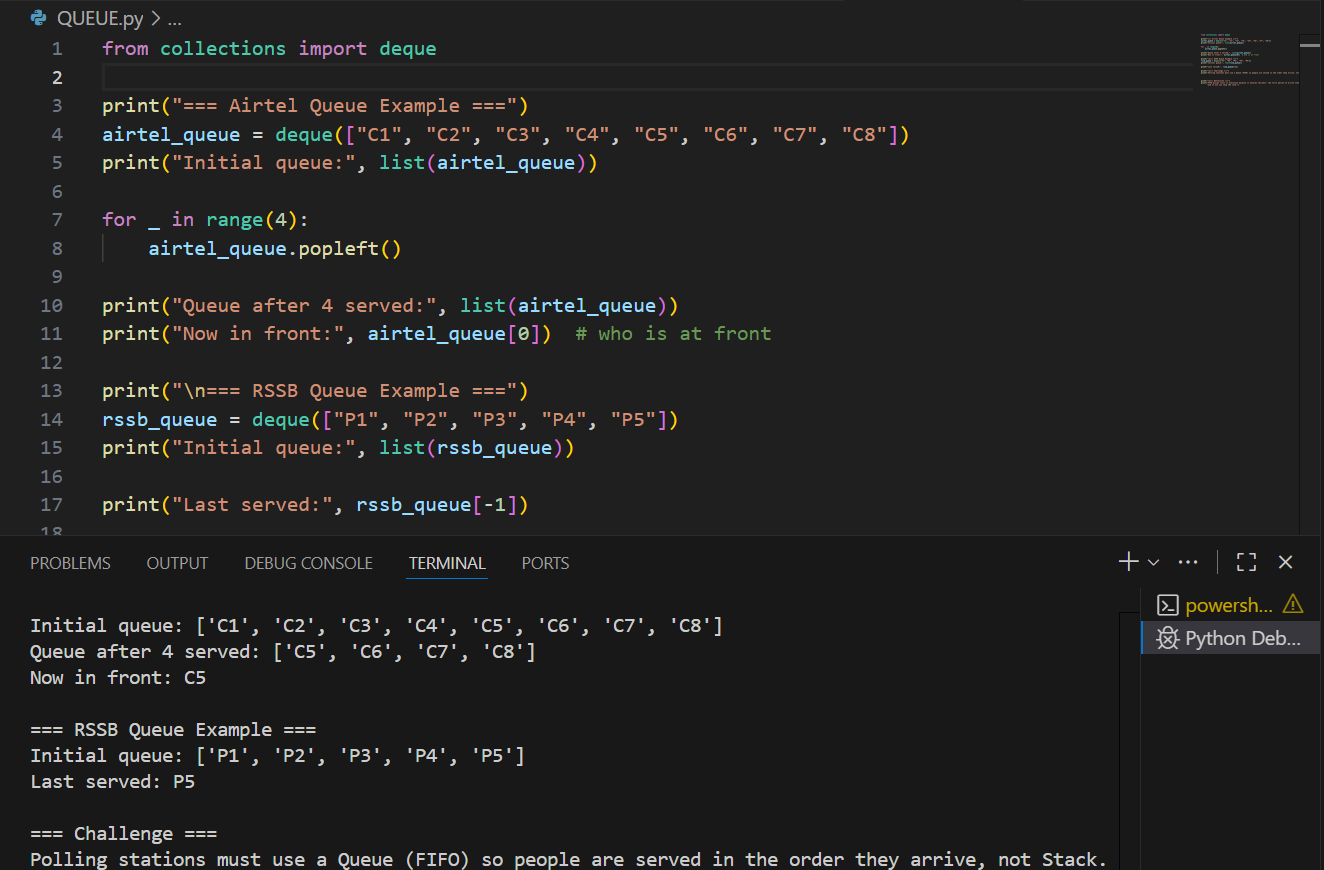 QUEUE.py > ...
1 from collections import deque
2
3 print("=== Airtel Queue Example ===")
4 airtel_queue = deque(["C1", "C2", "C3", "C4", "C5", "C6", "C7", "C8"])
5 print("Initial queue:", list(airtel_queue))
6
7 for _ in range(4):
8     airtel_queue.popleft()
9
10 print("Queue after 4 served:", list(airtel_queue))
11 print("Now in front:", airtel_queue[0])  # who is at front
12
13 print("\n=== RSSB Queue Example ===")
14 rssb_queue = deque(["P1", "P2", "P3", "P4", "P5"])
15 print("Initial queue:", list(rssb_queue))
16
17 print("Last served:", rssb_queue[-1])
18
PROBLEMS OUTPUT DEBUG CONSOLE TERMINAL PORTS
powersh...
Python Deb...
Initial queue: ['C1', 'C2', 'C3', 'C4', 'C5', 'C6', 'C7', 'C8']
Queue after 4 served: ['C5', 'C6', 'C7', 'C8']
Now in front: C5

=== RSSB Queue Example ===
Initial queue: ['P1', 'P2', 'P3', 'P4', 'P5']
Last served: P5

=== Challenge ===
Polling stations must use a Queue (FIFO) so people are served in the order they arrive, not Stack.